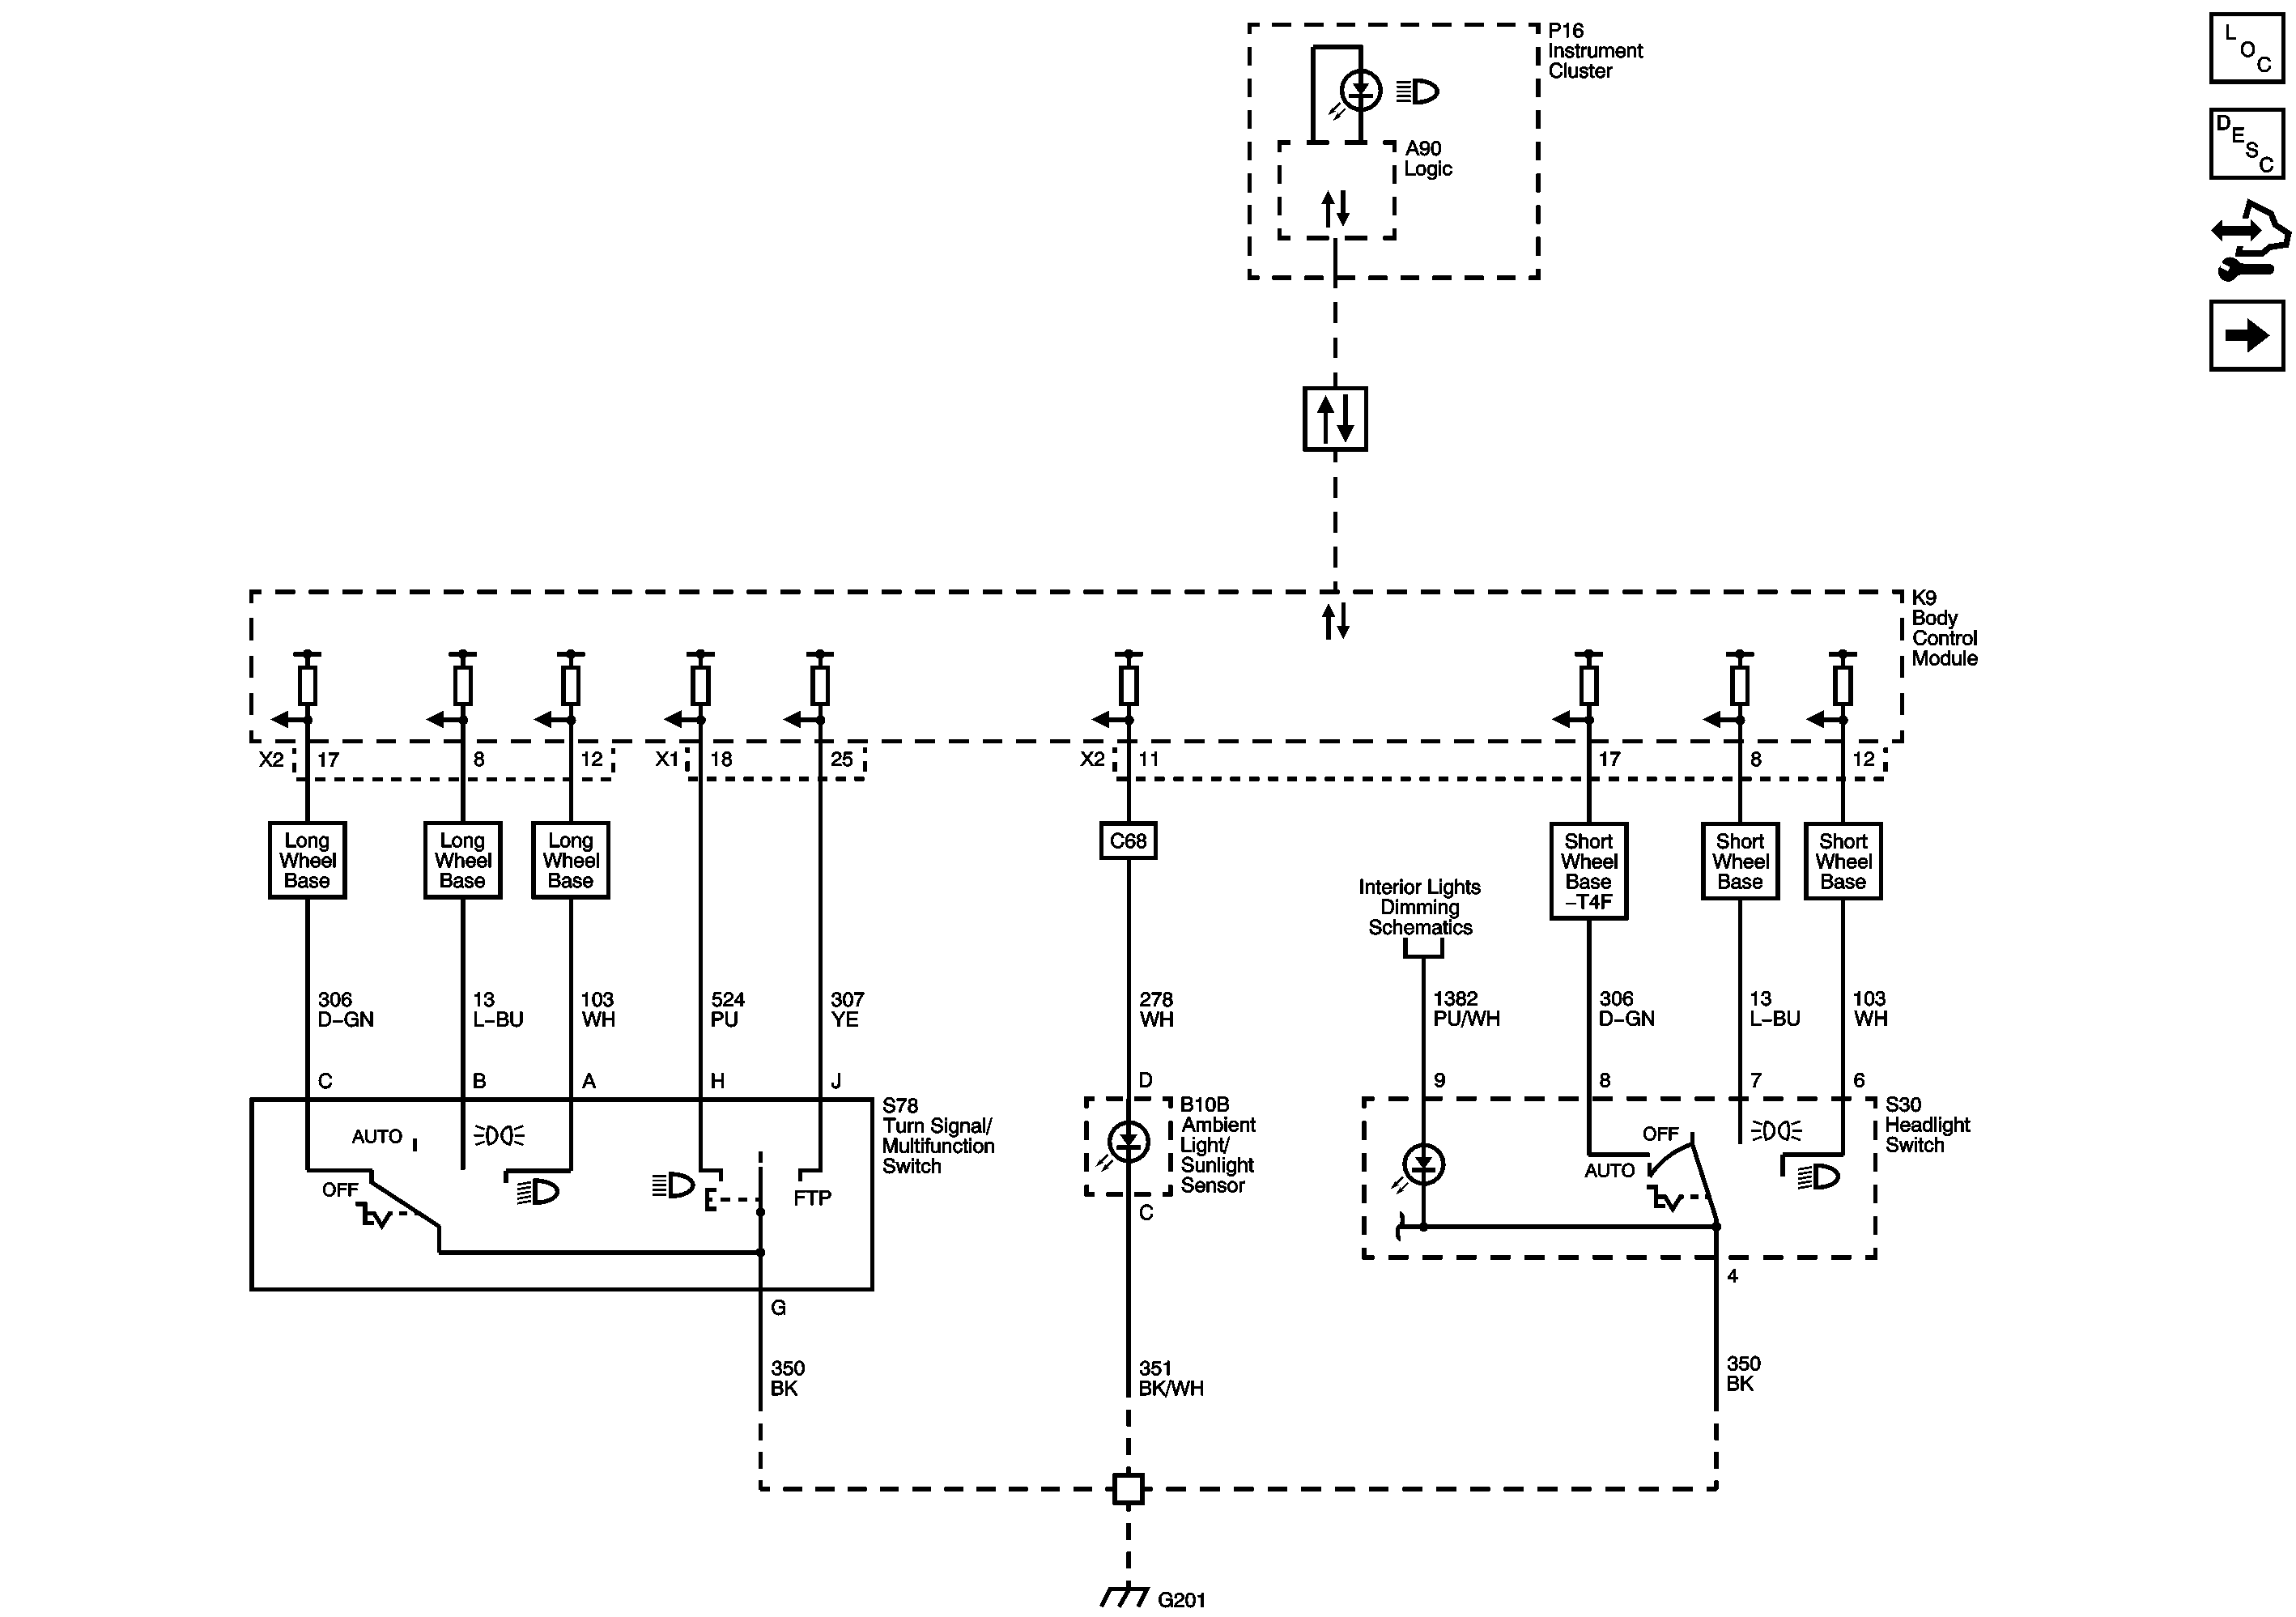 P16
Instrument
Cluster
A90
Logic
L
O
C
D
E
S
C
K9
Body
Control
Module
X2 17 8 12 X1 18 25 X2 11 17 8 12
Long
Wheel
Base
Long
Wheel
Base
Long
Wheel
Base
C68
Short
Wheel
Base
–T4F
Short
Wheel
Base
Short
Wheel
Base
Interior Lights
Dimming
Schematics
306
D–GN
13
L–BU
103
WH
524
PU
307
YE
278
WH
1382
PU/WH
306
D–GN
13
L–BU
103
WH
C B A H J D 9 8 7 6
AUTO
OFF
FTP
S78
Turn Signal/
Multifunction
Switch
B10B
Ambient
Light/
Sunlight
Sensor
C
OFF
AUTO
S30
Headlight
Switch
G
4
350
BK
351
BK/WH
350
BK
G201